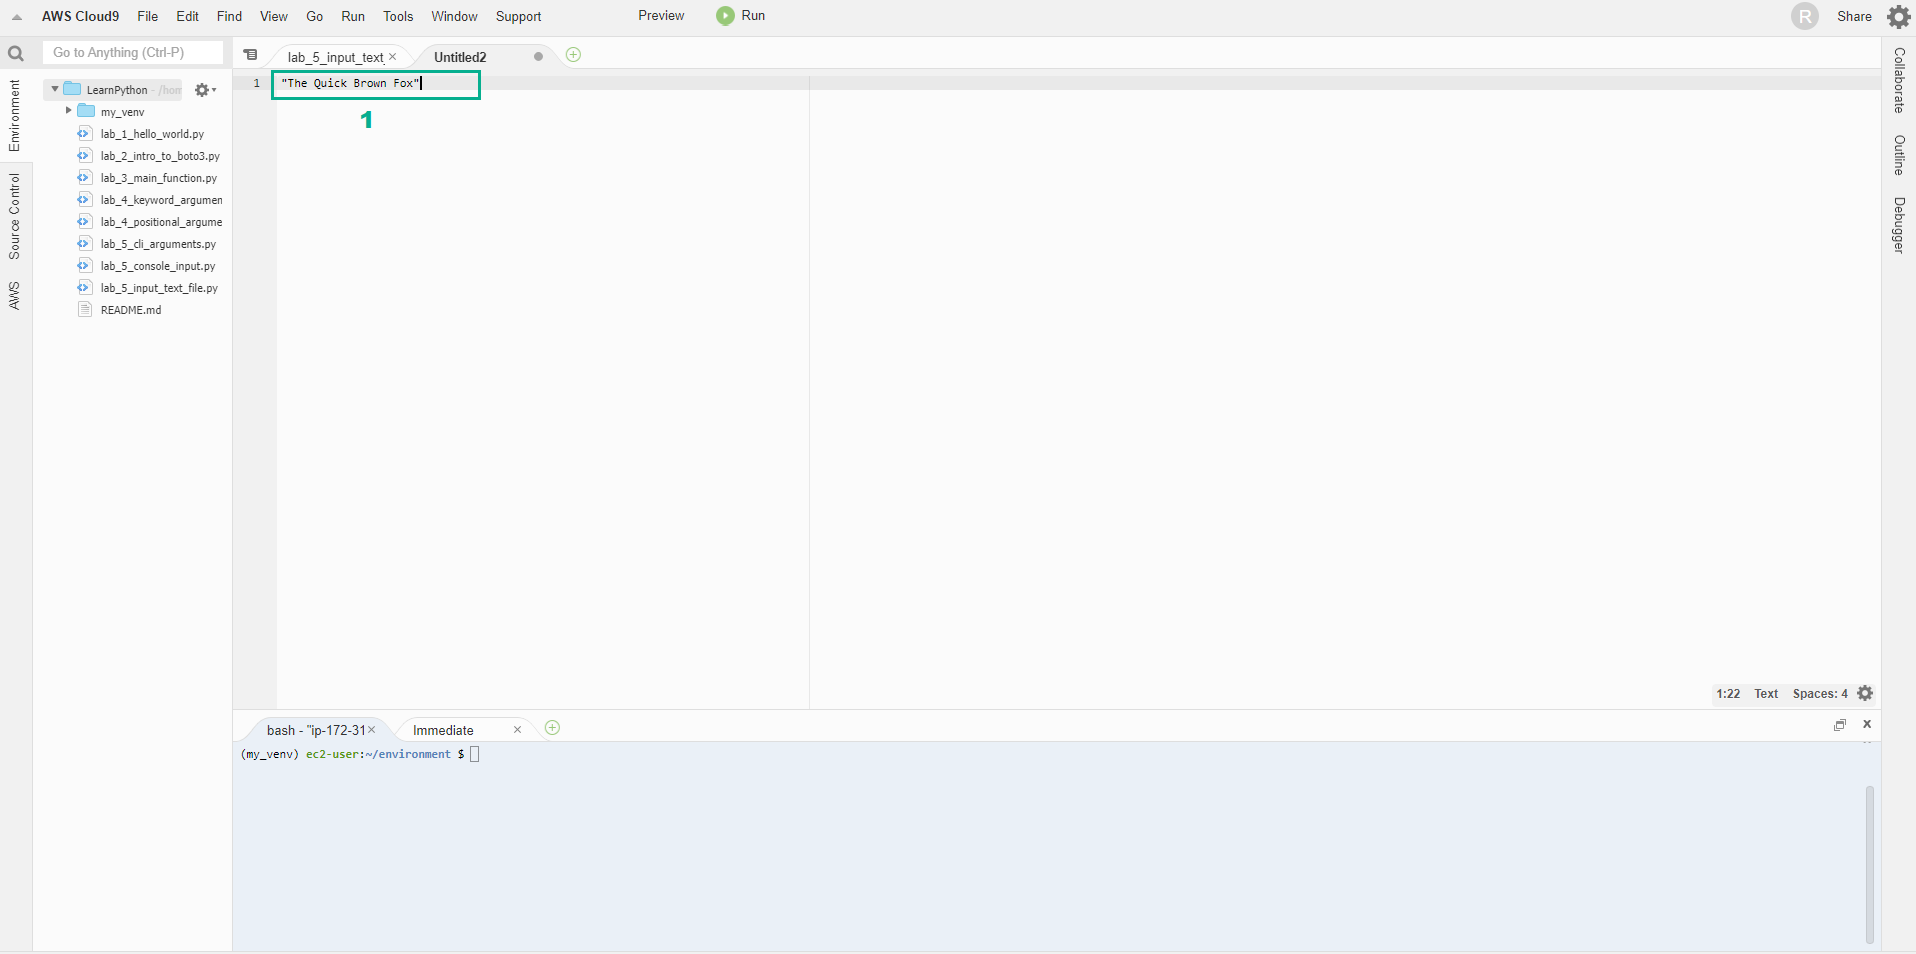 AWS Cloud9 File Edit Find View Go Run Tools Window Support Preview Run R Share
Go to Anything (Ctrl-P)
lab_5_input_text_ Untitled2
1 "The Quick Brown Fox"
1
Environment
Source Control
AWS
LearnPython - /hom
my_venv
lab_1_hello_world.py
lab_2_intro_to_boto3.py
lab_3_main_function.py
lab_4_keyword_argumen
lab_4_positional_argume
lab_5_cli_arguments.py
lab_5_console_input.py
lab_5_input_text_file.py
README.md
Collaborate
Outline
Debugger
1:22 Text Spaces: 4
bash - "ip-172-31 Immediate
(my_venv) ec2-user:~/environment $